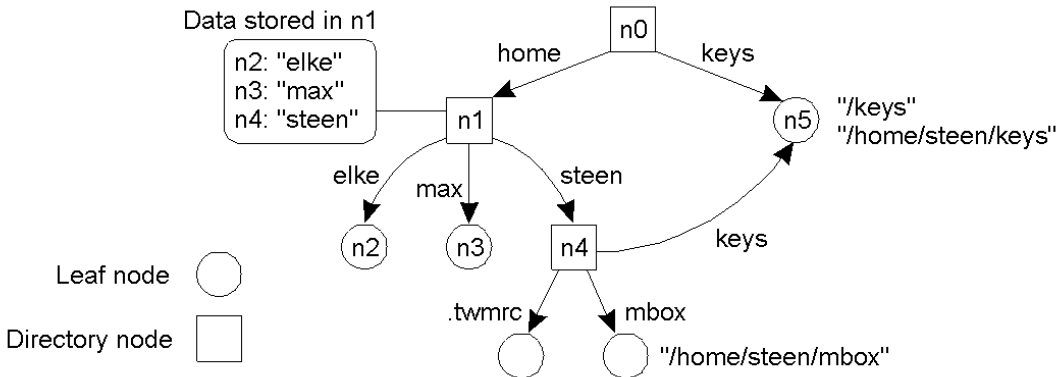 Data stored in n1
n2: "elke"
n3: "max"
n4: "steen"
n0
home
keys
n1
n5
"/keys"
"/home/steen/keys"
elke
max
steen
n2
n3
n4
keys
Leaf node
.twmrc
mbox
Directory node
"/home/steen/mbox"